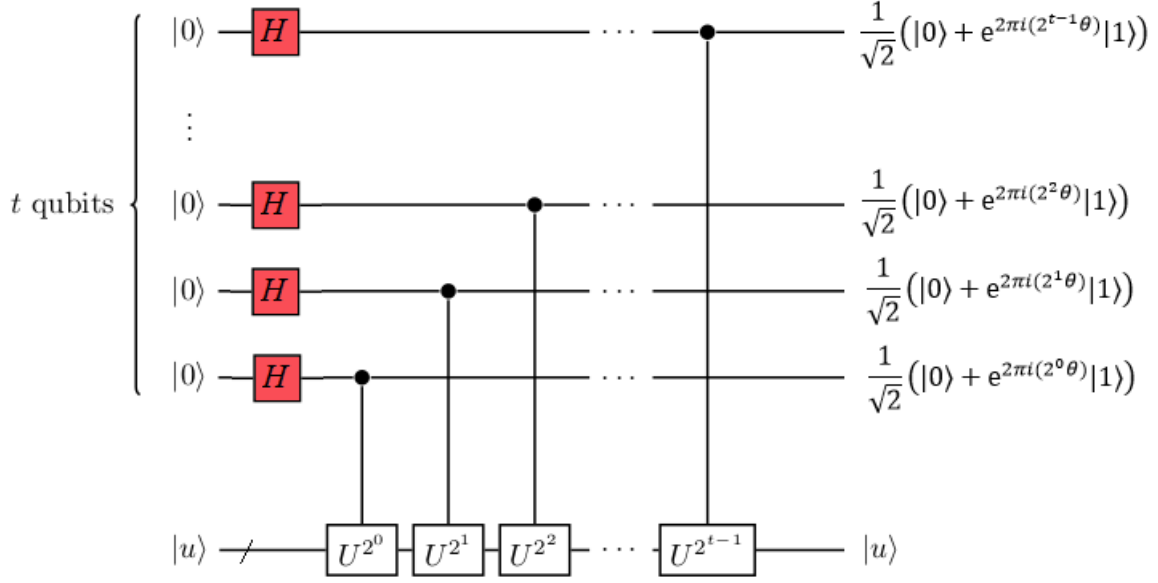 |0⟩ H ··· 1/√2(|0⟩ + e^{2πi(2^{t−1}θ)}|1⟩)
⋮
|0⟩ H ··· 1/√2(|0⟩ + e^{2πi(2^2θ)}|1⟩)
t qubits
|0⟩ H ··· 1/√2(|0⟩ + e^{2πi(2^1θ)}|1⟩)
|0⟩ H ··· 1/√2(|0⟩ + e^{2πi(2^0θ)}|1⟩)
|u⟩ U^{2^0} U^{2^1} U^{2^2} ··· U^{2^{t−1}} |u⟩